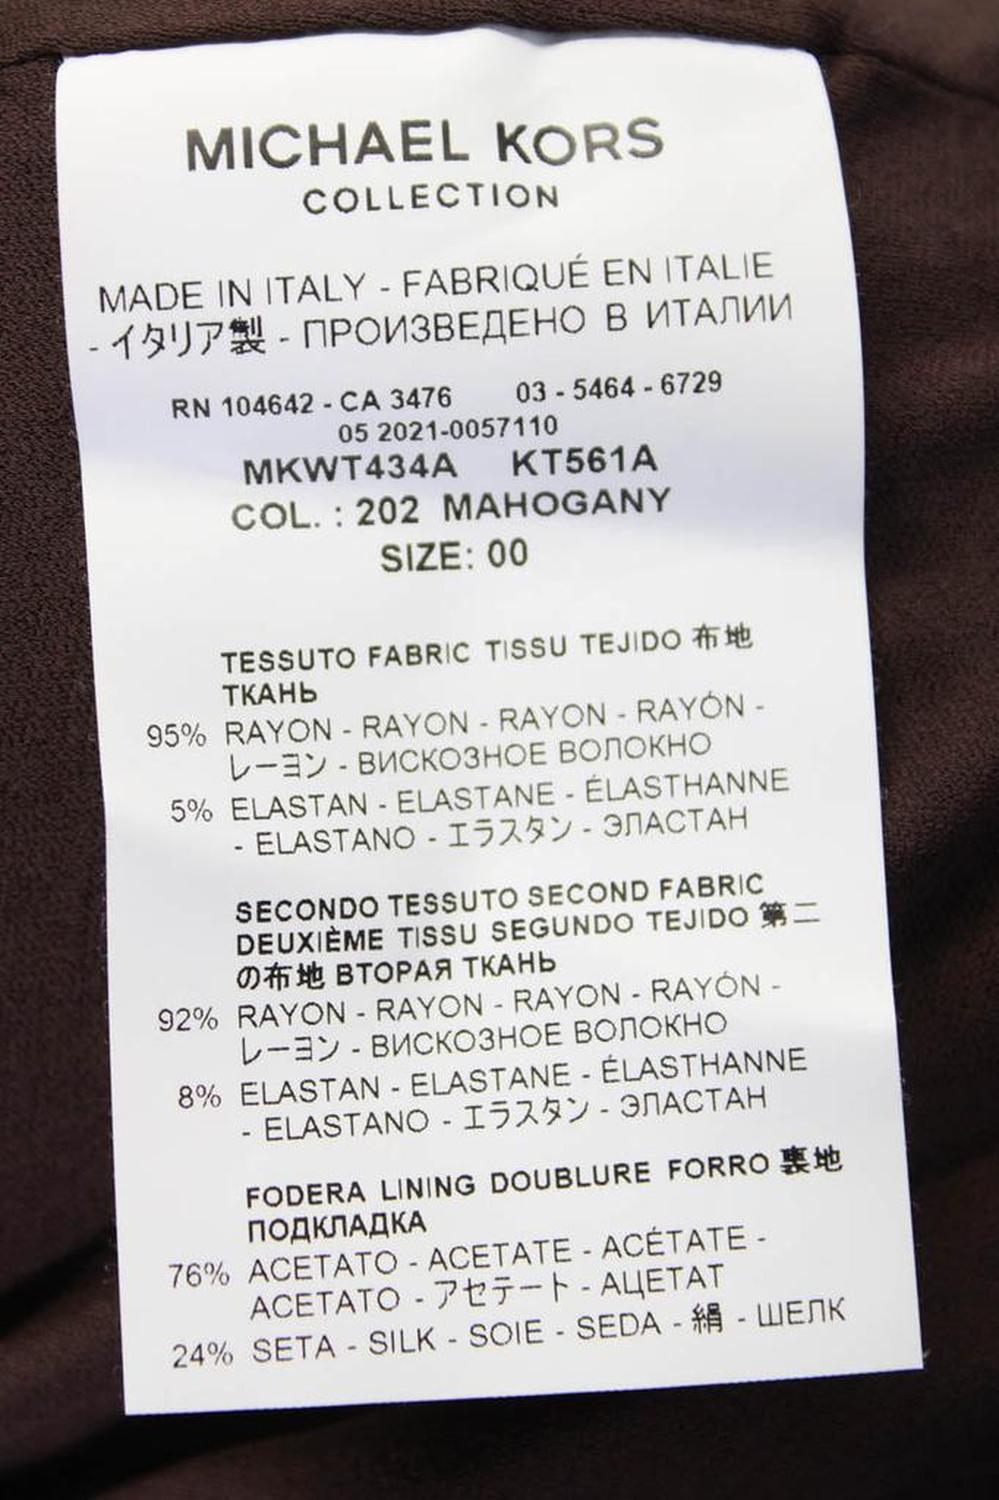 MICHAEL KORS
COLLECTION
MADE IN ITALY - FABRIQUÉ EN ITALIE
- イタリア製 - ПРОИЗВЕДЕНО В ИТАЛИИ
RN 104642 - CA 3476 03 - 5464 - 6729
05 2021-0057110
MKWT434A KT561A
COL. : 202 MAHOGANY
SIZE: 00
TESSUTO FABRIC TISSU TEJIDO 布地
ТКАНЬ
95% RAYON - RAYON - RAYON - RAYÓN -
レーヨン - ВИСКОЗНОЕ ВОЛОКНО
5% ELASTAN - ELASTANE - ÉLASTHANNE
- ELASTANO - エラスタン - ЭЛАСТАН
SECONDO TESSUTO SECOND FABRIC
DEUXIÈME TISSU SEGUNDO TEJIDO 第二
の布地 ВТОРАЯ ТКАНЬ
92% RAYON - RAYON - RAYON - RAYÓN -
レーヨン - ВИСКОЗНОЕ ВОЛОКНО
8% ELASTAN - ELASTANE - ÉLASTHANNE
- ELASTANO - エラスタン - ЭЛАСТАН
FODERA LINING DOUBLURE FORRO 裏地
ПОДКЛАДКА
76% ACETATO - ACETATE - ACÉTATE -
ACETATO - アセテート - АЦЕТАТ
24% SETA - SILK - SOIE - SEDA - 絹 - ШЕЛК